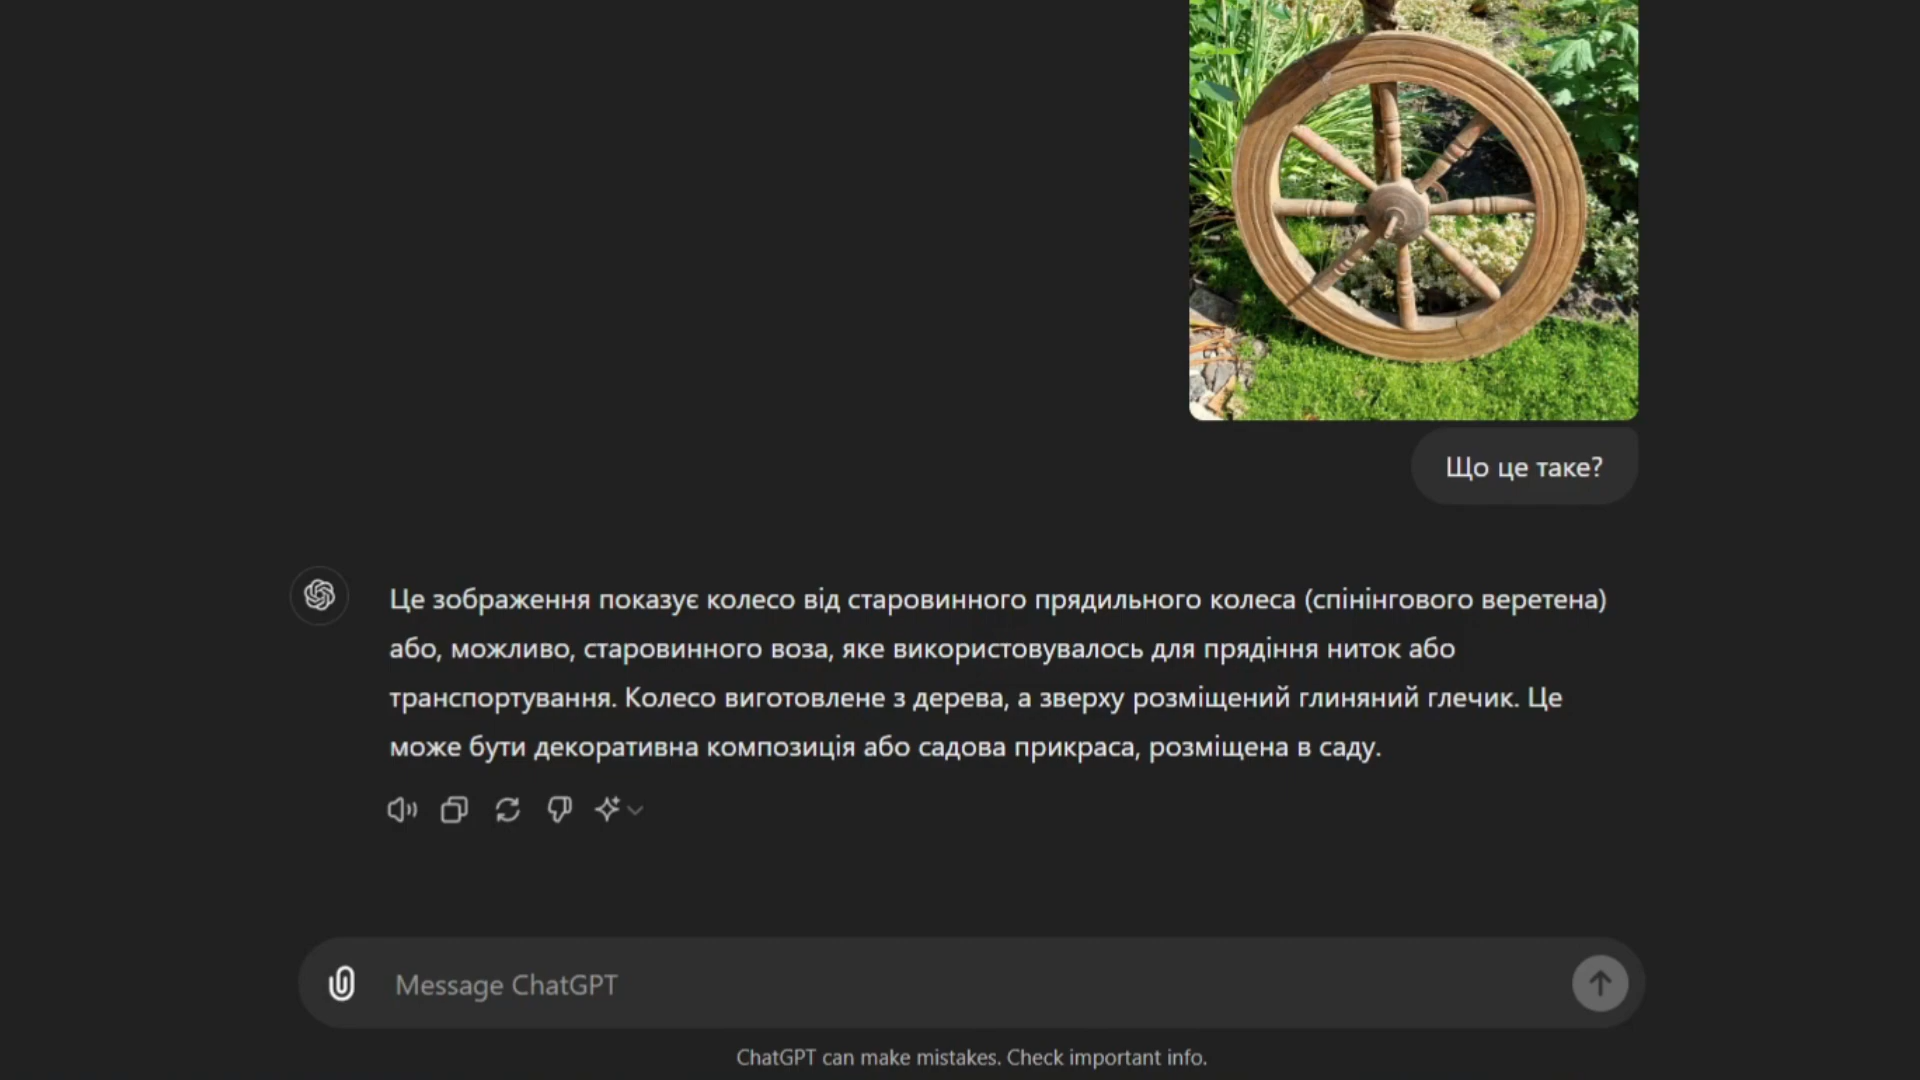 Що це таке?
Це зображення показує колесо від старовинного прядильного колеса (спінінгового веретена)
або, можливо, старовинного воза, яке використовувалось для прядіння ниток або
транспортування. Колесо виготовлене з дерева, а зверху розміщений глиняний глечик. Це
може бути декоративна композиція або садова прикраса, розміщена в саду.
Message ChatGPT
ChatGPT can make mistakes. Check important info.